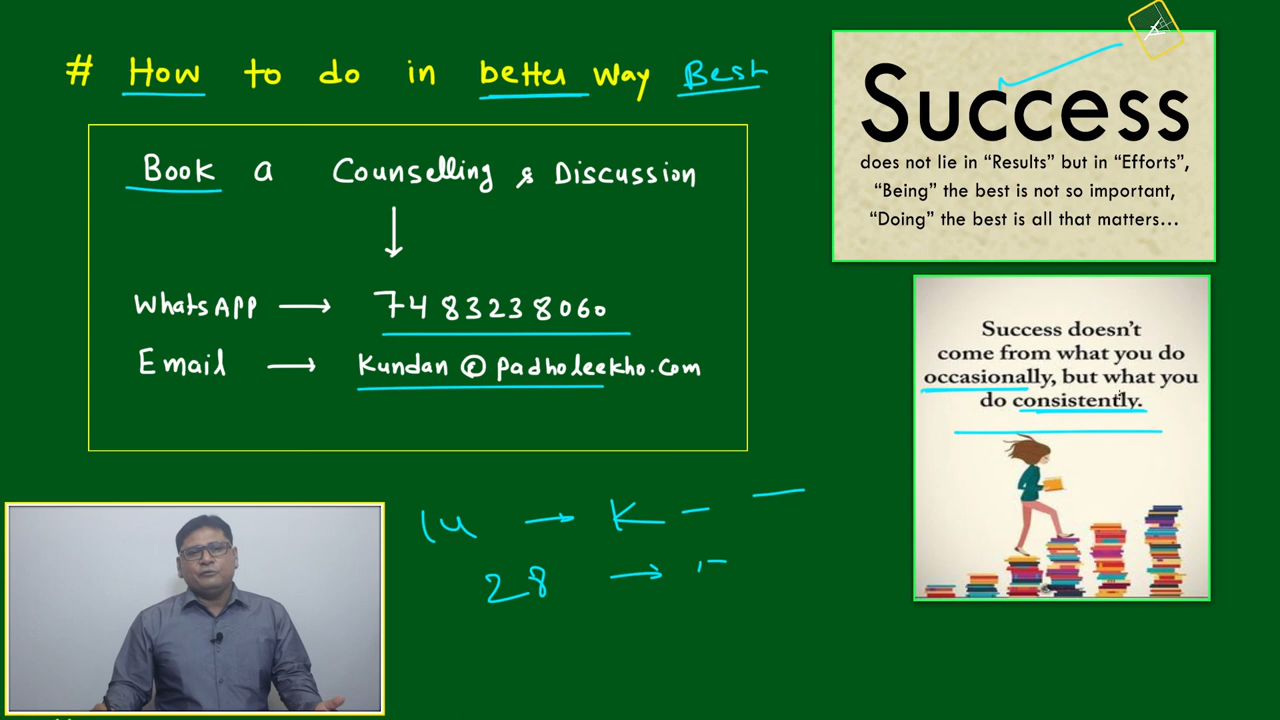 # How to do in better way Best
Book a Counselling & Discussion
WhatsApp → 7483238060
Email → Kundan @ padholeekho.com
14 → K
28 →
Success
does not lie in “Results” but in “Efforts”,
“Being” the best is not so important,
“Doing” the best is all that matters...
Success doesn’t
come from what you do
occasionally, but what you
do consistently.